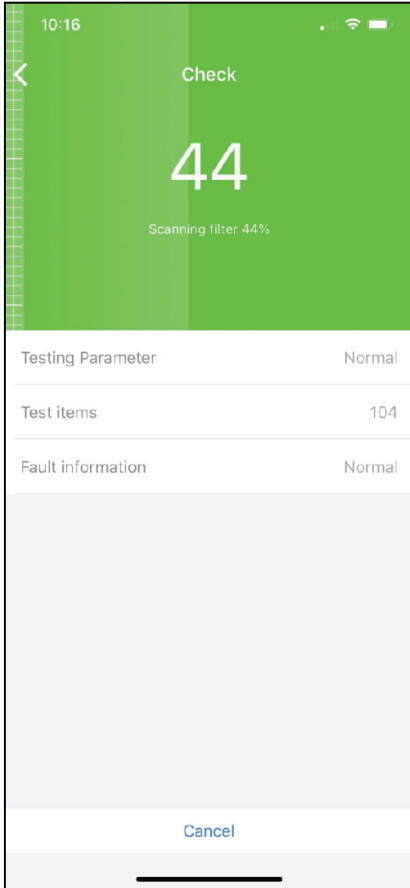 10:16
Check
44
Scanning filter 44%
Testing Parameter Normal
Test items 104
Fault information Normal
Cancel